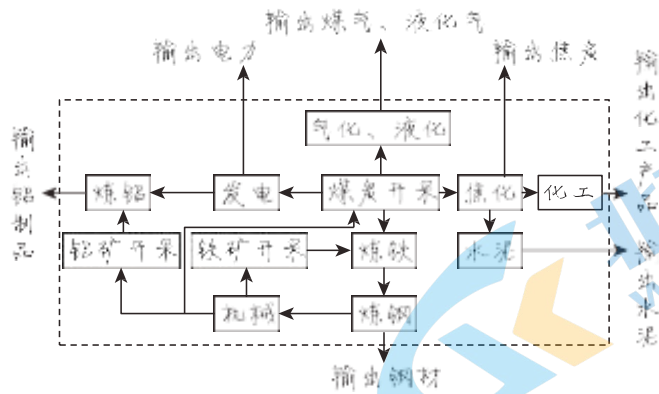 输出煤气、液化气
输出电力
输出焦炭
输出化工产品
输出铝制品
气化、液化
炼铝
发电
煤炭开采
焦化
化工
铝矿开采
铁矿开采
炼铁
水泥
输出水泥
机械
炼钢
输出钢材